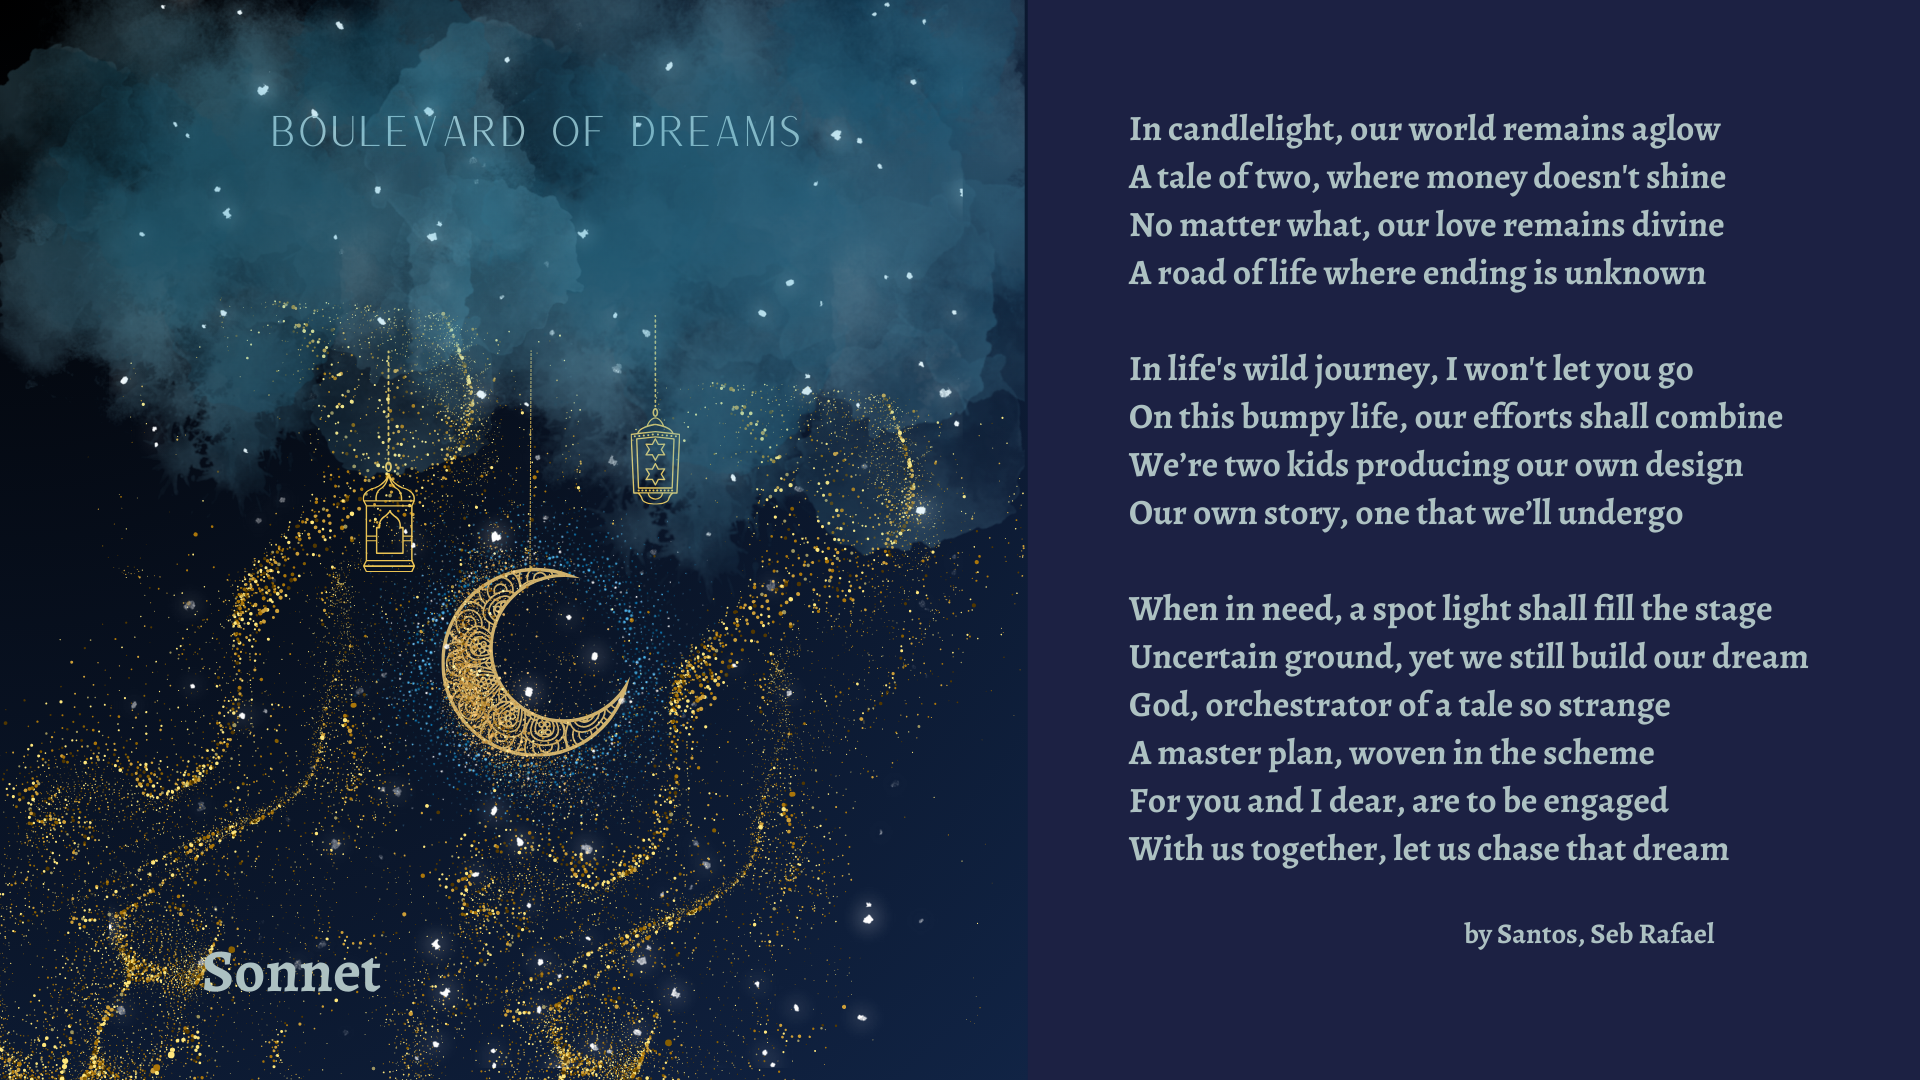 BOULEVARD OF DREAMS
Sonnet
In candlelight, our world remains aglow
A tale of two, where money doesn't shine
No matter what, our love remains divine
A road of life where ending is unknown
In life's wild journey, I won't let you go
On this bumpy life, our efforts shall combine
We’re two kids producing our own design
Our own story, one that we’ll undergo
When in need, a spot light shall fill the stage
Uncertain ground, yet we still build our dream
God, orchestrator of a tale so strange
A master plan, woven in the scheme
For you and I dear, are to be engaged
With us together, let us chase that dream
by Santos, Seb Rafael